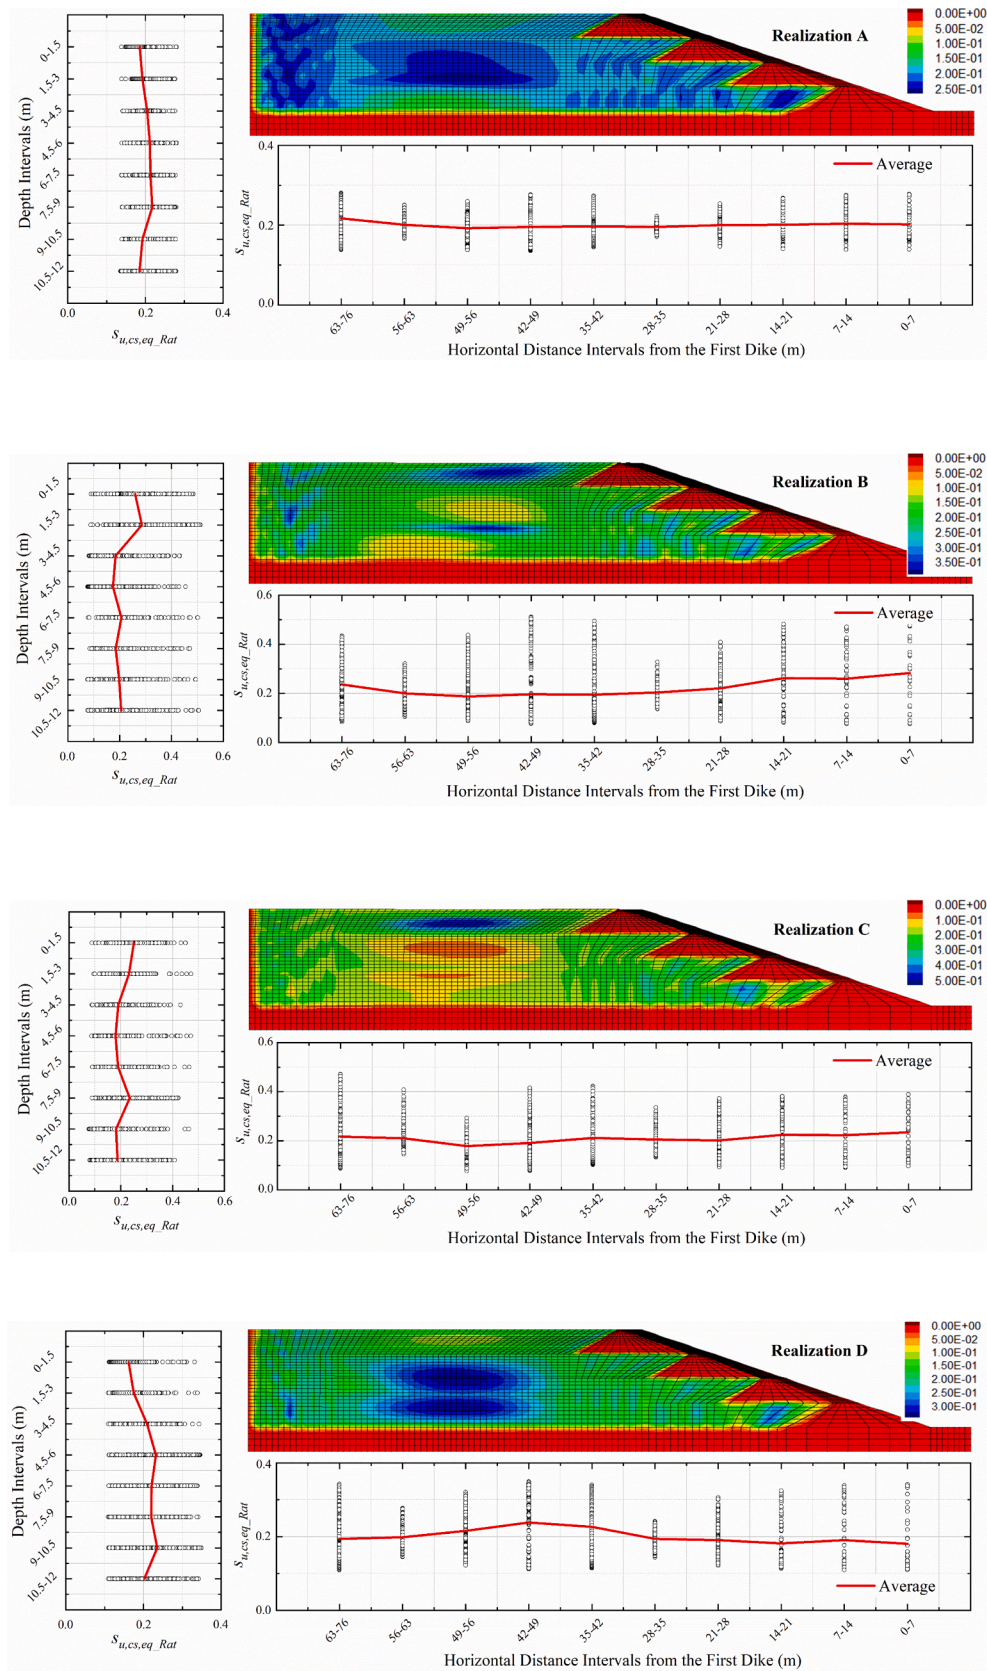 Realization A
0.00E+00
5.00E-02
1.00E-01
1.50E-01
2.00E-01
2.50E-01
Depth Intervals (m)
0-1.5
1.5-3
3-4.5
4.5-6
6-7.5
7.5-9
9-10.5
10.5-12
0.0 0.2 0.4
su,cs,eq_Rat
su,cs,eq_Rat
0.4
0.2
0.0
Average
63-76 56-63 49-56 42-49 35-42 28-35 21-28 14-21 7-14 0-7
Horizontal Distance Intervals from the First Dike (m)
Realization B
0.00E+00
5.00E-02
1.00E-01
1.50E-01
2.00E-01
2.50E-01
3.00E-01
3.50E-01
Depth Intervals (m)
0-1.5
1.5-3
3-4.5
4.5-6
6-7.5
7.5-9
9-10.5
10.5-12
0.0 0.2 0.4 0.6
su,cs,eq_Rat
su,cs,eq_Rat
0.6
0.4
0.2
0.0
Average
63-76 56-63 49-56 42-49 35-42 28-35 21-28 14-21 7-14 0-7
Horizontal Distance Intervals from the First Dike (m)
Realization C
0.00E+00
1.00E-01
2.00E-01
3.00E-01
4.00E-01
5.00E-01
Depth Intervals (m)
0-1.5
1.5-3
3-4.5
4.5-6
6-7.5
7.5-9
9-10.5
10.5-12
0.0 0.2 0.4 0.6
su,cs,eq_Rat
su,cs,eq_Rat
0.6
0.4
0.2
0.0
Average
63-76 56-63 49-56 42-49 35-42 28-35 21-28 14-21 7-14 0-7
Horizontal Distance Intervals from the First Dike (m)
Realization D
0.00E+00
5.00E-02
1.00E-01
1.50E-01
2.00E-01
2.50E-01
3.00E-01
Depth Intervals (m)
0-1.5
1.5-3
3-4.5
4.5-6
6-7.5
7.5-9
9-10.5
10.5-12
0.0 0.2 0.4
su,cs,eq_Rat
su,cs,eq_Rat
0.4
0.2
0.0
Average
63-76 56-63 49-56 42-49 35-42 28-35 21-28 14-21 7-14 0-7
Horizontal Distance Intervals from the First Dike (m)